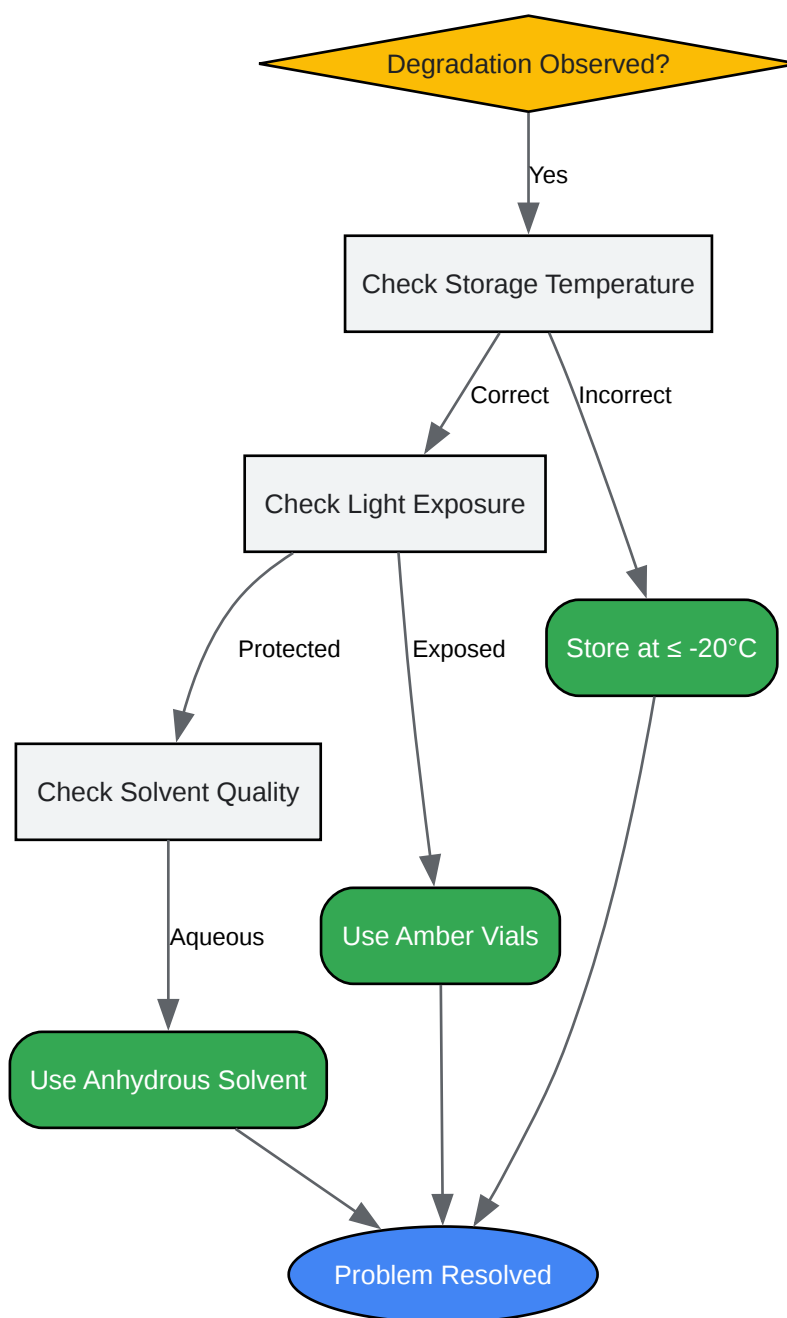 Degradation Observed?
Yes
Check Storage Temperature
Correct
Incorrect
Check Light Exposure
Protected
Exposed
Store at ≤ -20°C
Check Solvent Quality
Aqueous
Use Amber Vials
Use Anhydrous Solvent
Problem Resolved